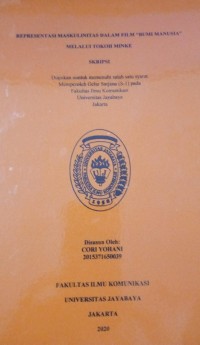 REPRESENTASI MASKULINITAS DALAM FILM "BUMI MANUSIA"
MELALUI TOKOH MINKE
SKRIPSI
Diajukan untuk memenuhi salah satu syarat
Memperoleh Gelar Sarjana (S-1) pada
Fakultas Ilmu Komunikasi
Universitas Jayabaya
Jakarta
Disusun Oleh:
CORI YOHANI
2015371650039
FAKULTAS ILMU KOMUNIKASI
UNIVERSITAS JAYABAYA
JAKARTA
2020